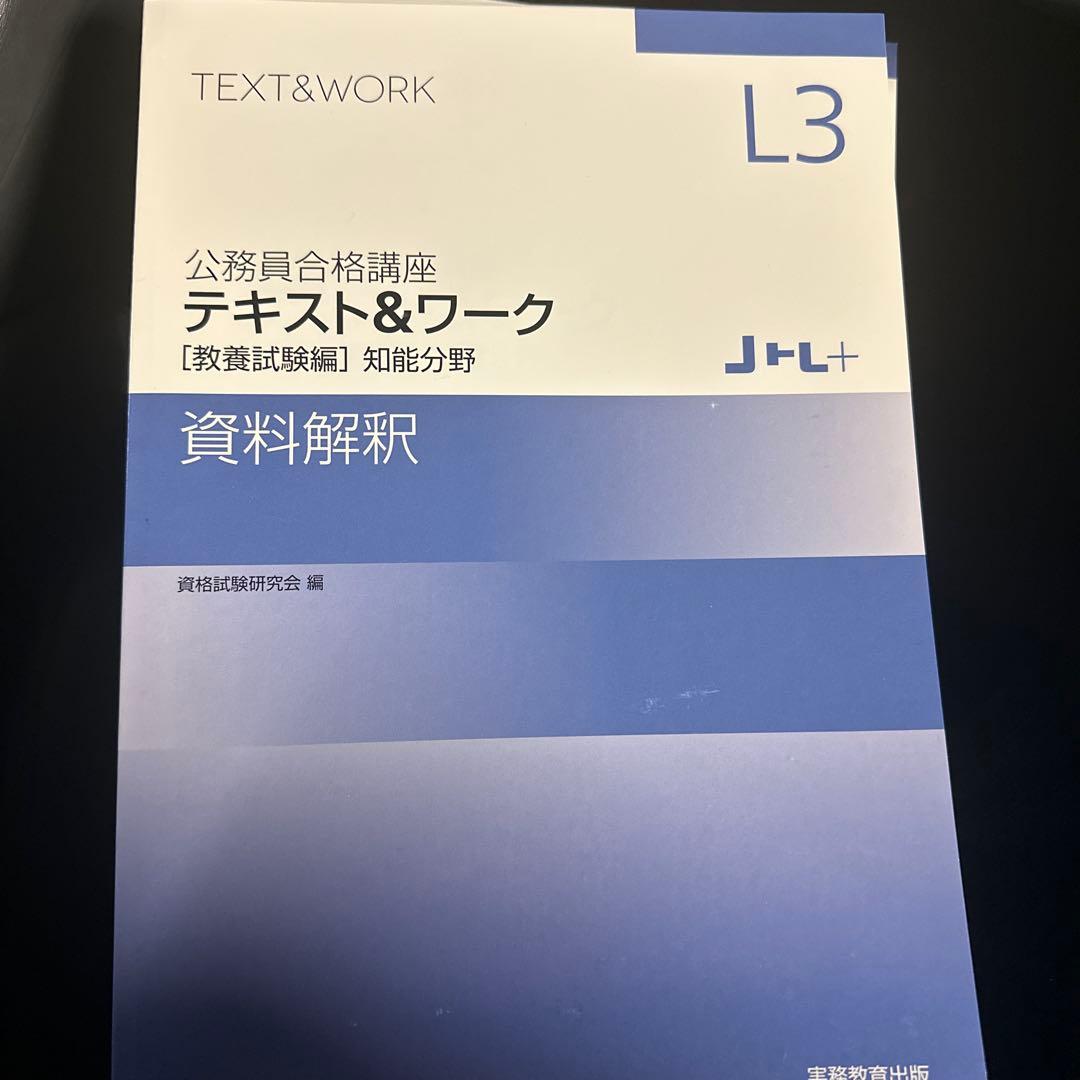 TEXT&WORK
L3
公務員合格講座
テキスト&ワーク
[教養試験編] 知能分野
資料解釈
資格試験研究会 編
実務教育出版